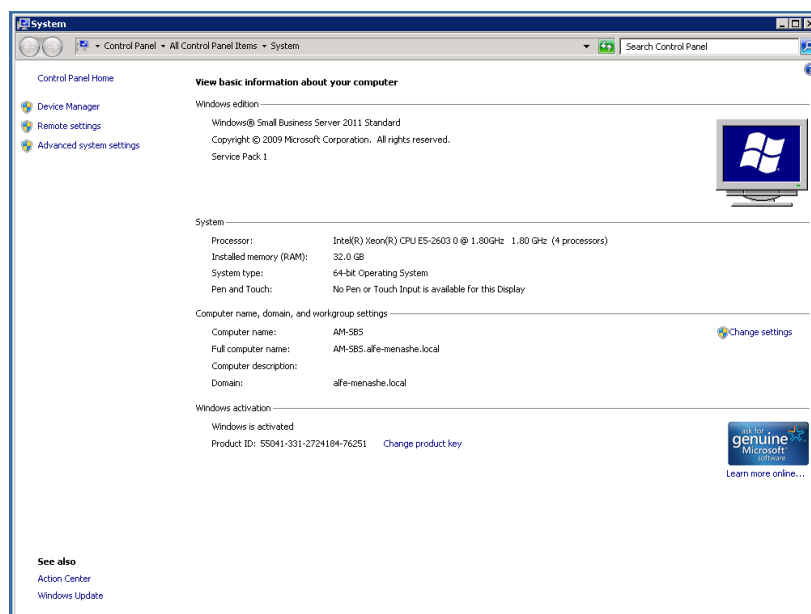 System
Control Panel
All Control Panel Items
System
Search Control Panel
Control Panel Home
Device Manager
Remote settings
Advanced system settings
View basic information about your computer
Windows edition
Windows® Small Business Server 2011 Standard
Copyright © 2009 Microsoft Corporation. All rights reserved.
Service Pack 1
System
Processor: Intel(R) Xeon(R) CPU E5-2603 0 @ 1.80GHz 1.80 GHz (4 processors)
Installed memory (RAM): 32.0 GB
System type: 64-bit Operating System
Pen and Touch: No Pen or Touch Input is available for this Display
Computer name, domain, and workgroup settings
Computer name: AM-SBS
Change settings
Full computer name: AM-SBS.alfe-menashe.local
Computer description:
Domain: alfe-menashe.local
Windows activation
Windows is activated
Product ID: 55041-331-2724184-76251 Change product key
ask for
genuine
Microsoft
software
Learn more online...
See also
Action Center
Windows Update